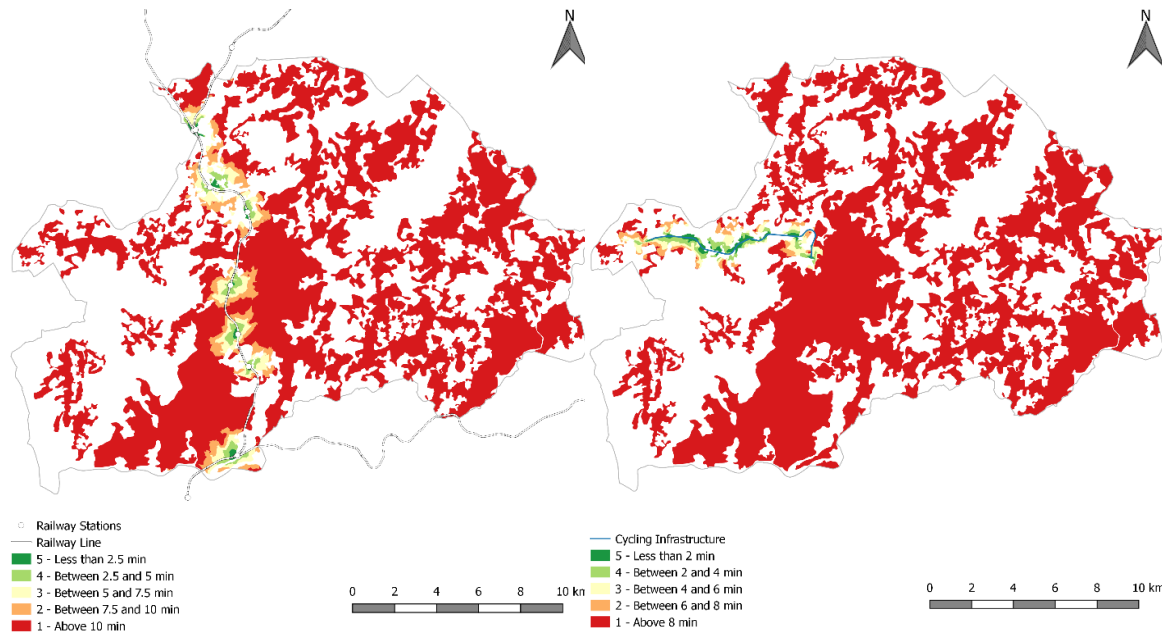 N
N
Railway Stations
Railway Line
5 - Less than 2.5 min
4 - Between 2.5 and 5 min
3 - Between 5 and 7.5 min
2 - Between 7.5 and 10 min
1 - Above 10 min
0 2 4 6 8 10 km
Cycling Infrastructure
5 - Less than 2 min
4 - Between 2 and 4 min
3 - Between 4 and 6 min
2 - Between 6 and 8 min
1 - Above 8 min
0 2 4 6 8 10 km